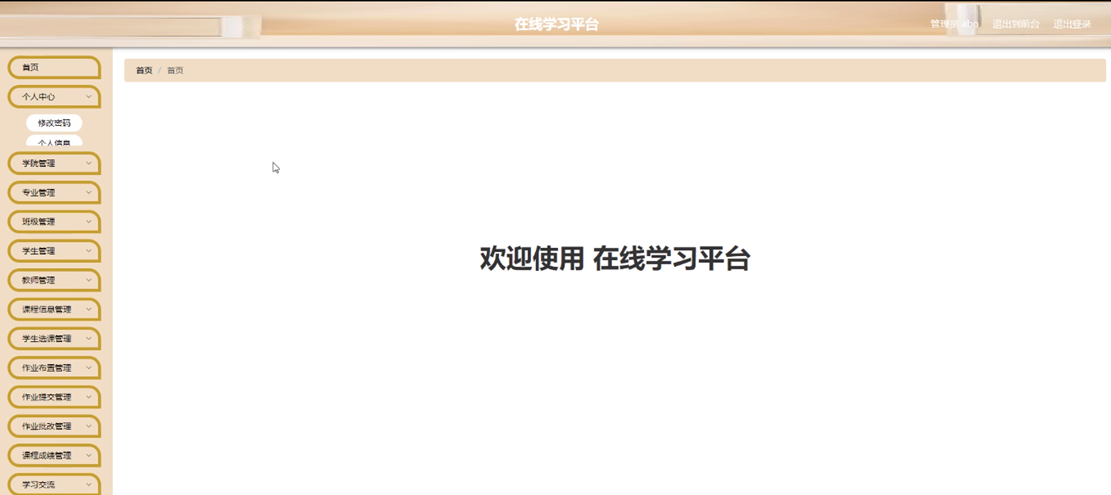 在线学习平台
管理员 abo 退出到前台 退出登录
首页
首页 / 首页
个人中心
修改密码
个人信息
学院管理
专业管理
班级管理
学生管理
欢迎使用 在线学习平台
教师管理
课程信息管理
学生选课管理
作业布置管理
作业提交管理
作业批改管理
课程成绩管理
学习交流